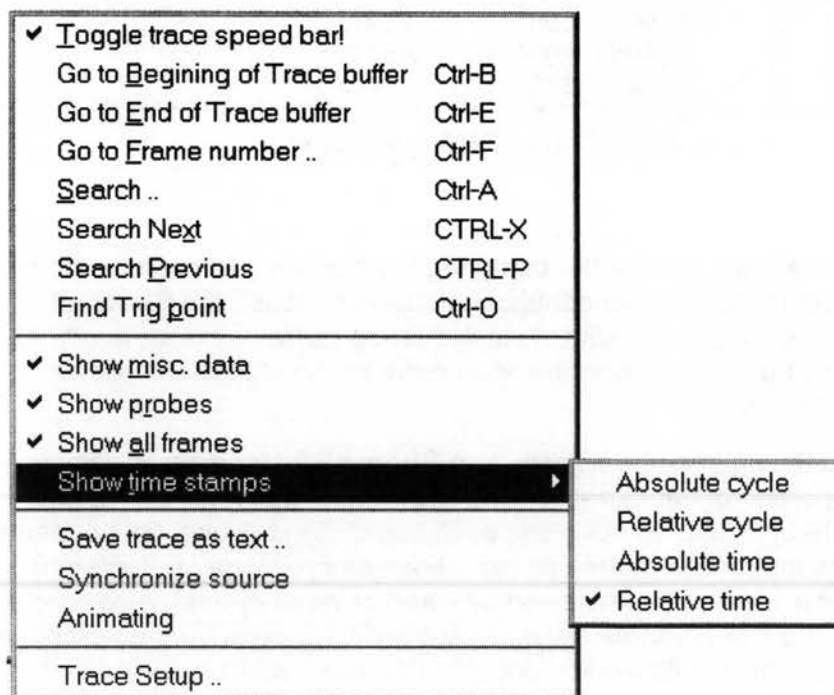 ✔ Toggle trace speed bar!
Go to Begining of Trace buffer Ctrl-B
Go to End of Trace buffer Ctrl-E
Go to Frame number .. Ctrl-F
Search .. Ctrl-A
Search Next CTRL-X
Search Previous CTRL-P
Find Trig point Ctrl-O
✔ Show misc. data
✔ Show probes
✔ Show all frames
Show time stamps
Absolute cycle
Relative cycle
Absolute time
✔ Relative time
Save trace as text ..
Synchronize source
Animating
Trace Setup ..